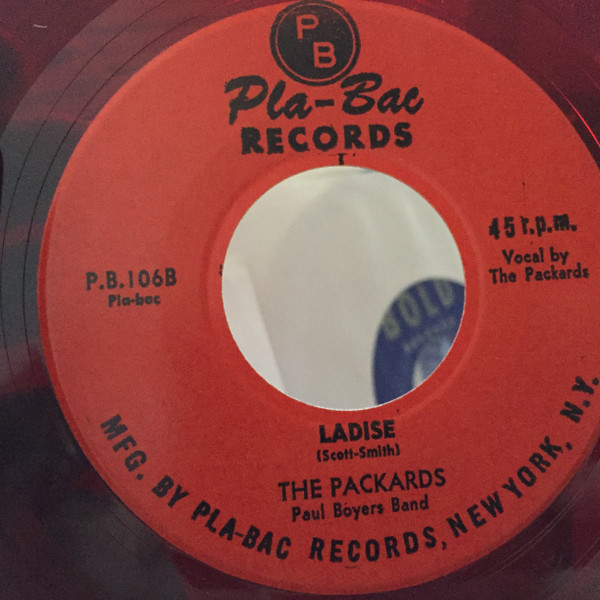 P
B
Pla-Bac
RECORDS
45 r.p.m.
Vocal by
The Packards
P.B.106B
Pla-bac
GOLD
LADISE
(Scott-Smith)
THE PACKARDS
Paul Boyers Band
MFG. BY PLA-BAC RECORDS, NEW YORK, N.Y.